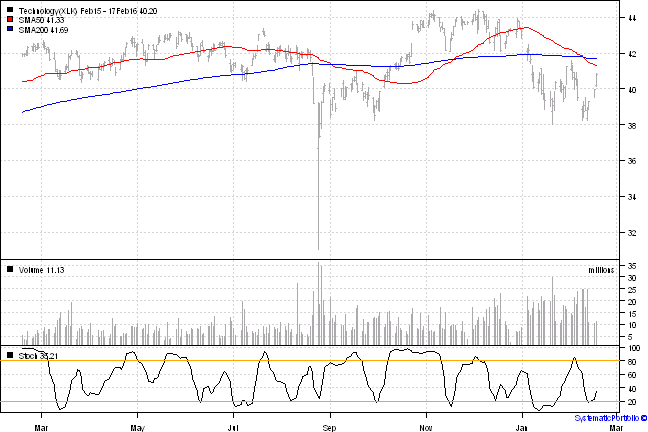 Technology(XLK) Feb15 - 17Feb16 40.20
SMA50 41.33
SMA200 41.69
44
42
40
38
36
34
32
Volume 11.13
millions
35
30
25
20
15
10
5
Stoch
100
80
60
40
20
Mar
May
Jul
Sep
Nov
Jan
Mar
SystematicPortfolio ©